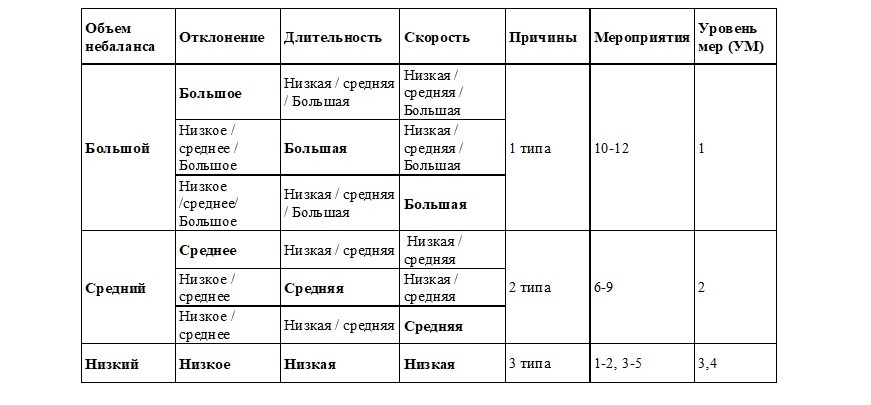 Объем небаланса
Отклонение
Длительность
Скорость
Причины
Мероприятия
Уровень мер (УМ)
Большой
Большое
Низкая / средняя
/ Большая
Низкая /
средняя /
Большая
1 типа
10-12
1
Низкое /
среднее /
Большое
Большая
Низкая /
средняя /
Большая
Низкое
/среднее/
Большое
Низкая / средняя
/ Большая
Большая
Средний
Среднее
Низкая / средняя
Низкая /
средняя
2 типа
6-9
2
Низкое /
среднее
Средняя
Низкая /
средняя
Низкое /
среднее
Низкая / средняя
Средняя
Низкий
Низкое
Низкая
Низкая
3 типа
1-2, 3-5
3,4